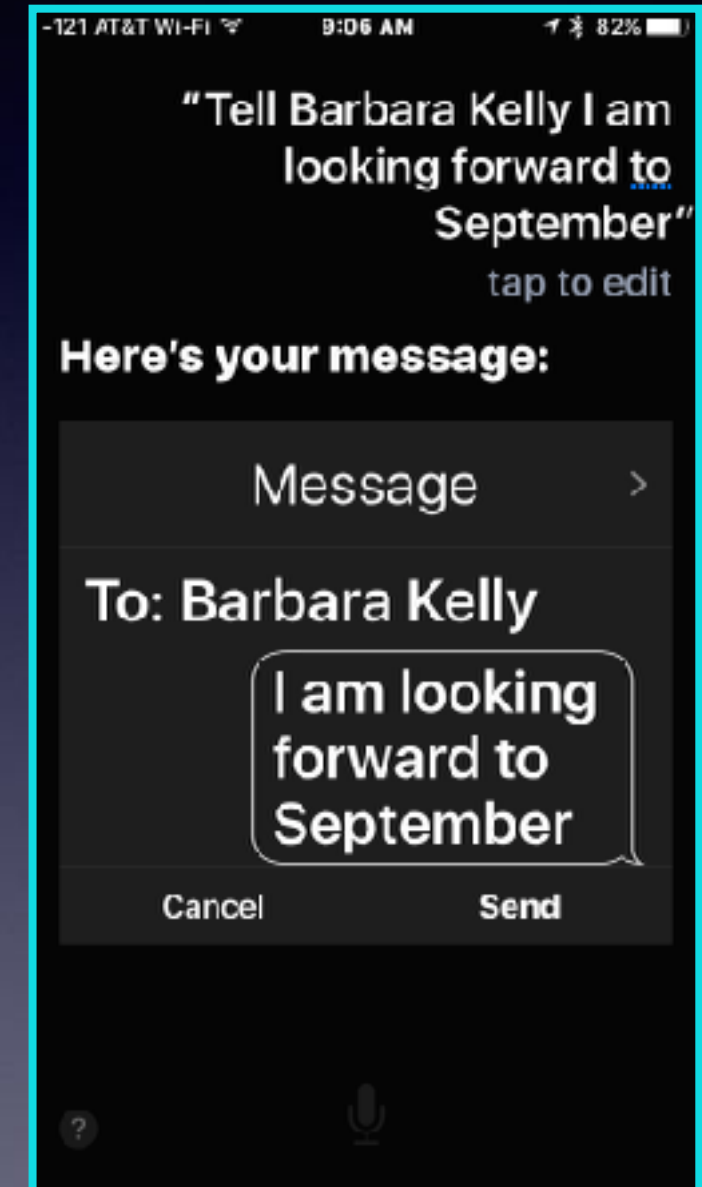 -121 AT&T Wi-Fi 9:06 AM 82%
"Tell Barbara Kelly I am
looking forward to
September"
tap to edit
Here's your message:
Message >
To: Barbara Kelly
I am looking
forward to
September
Cancel Send
?